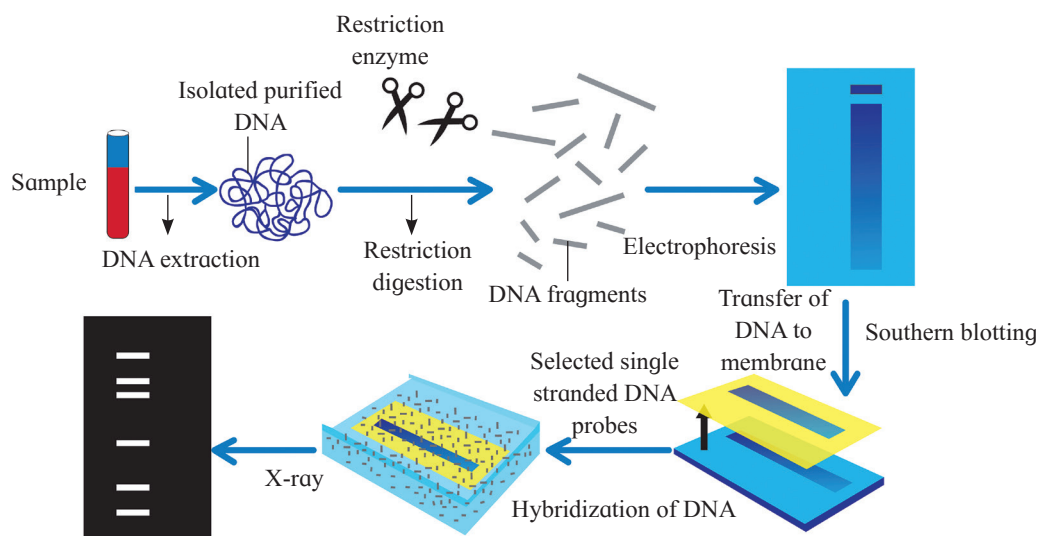 Restriction
enzyme
Isolated purified
DNA
Sample
DNA extraction
Restriction
digestion
DNA fragments
Electrophoresis
Transfer of
DNA to
membrane
Southern blotting
Selected single
stranded DNA
probes
X-ray
Hybridization of DNA